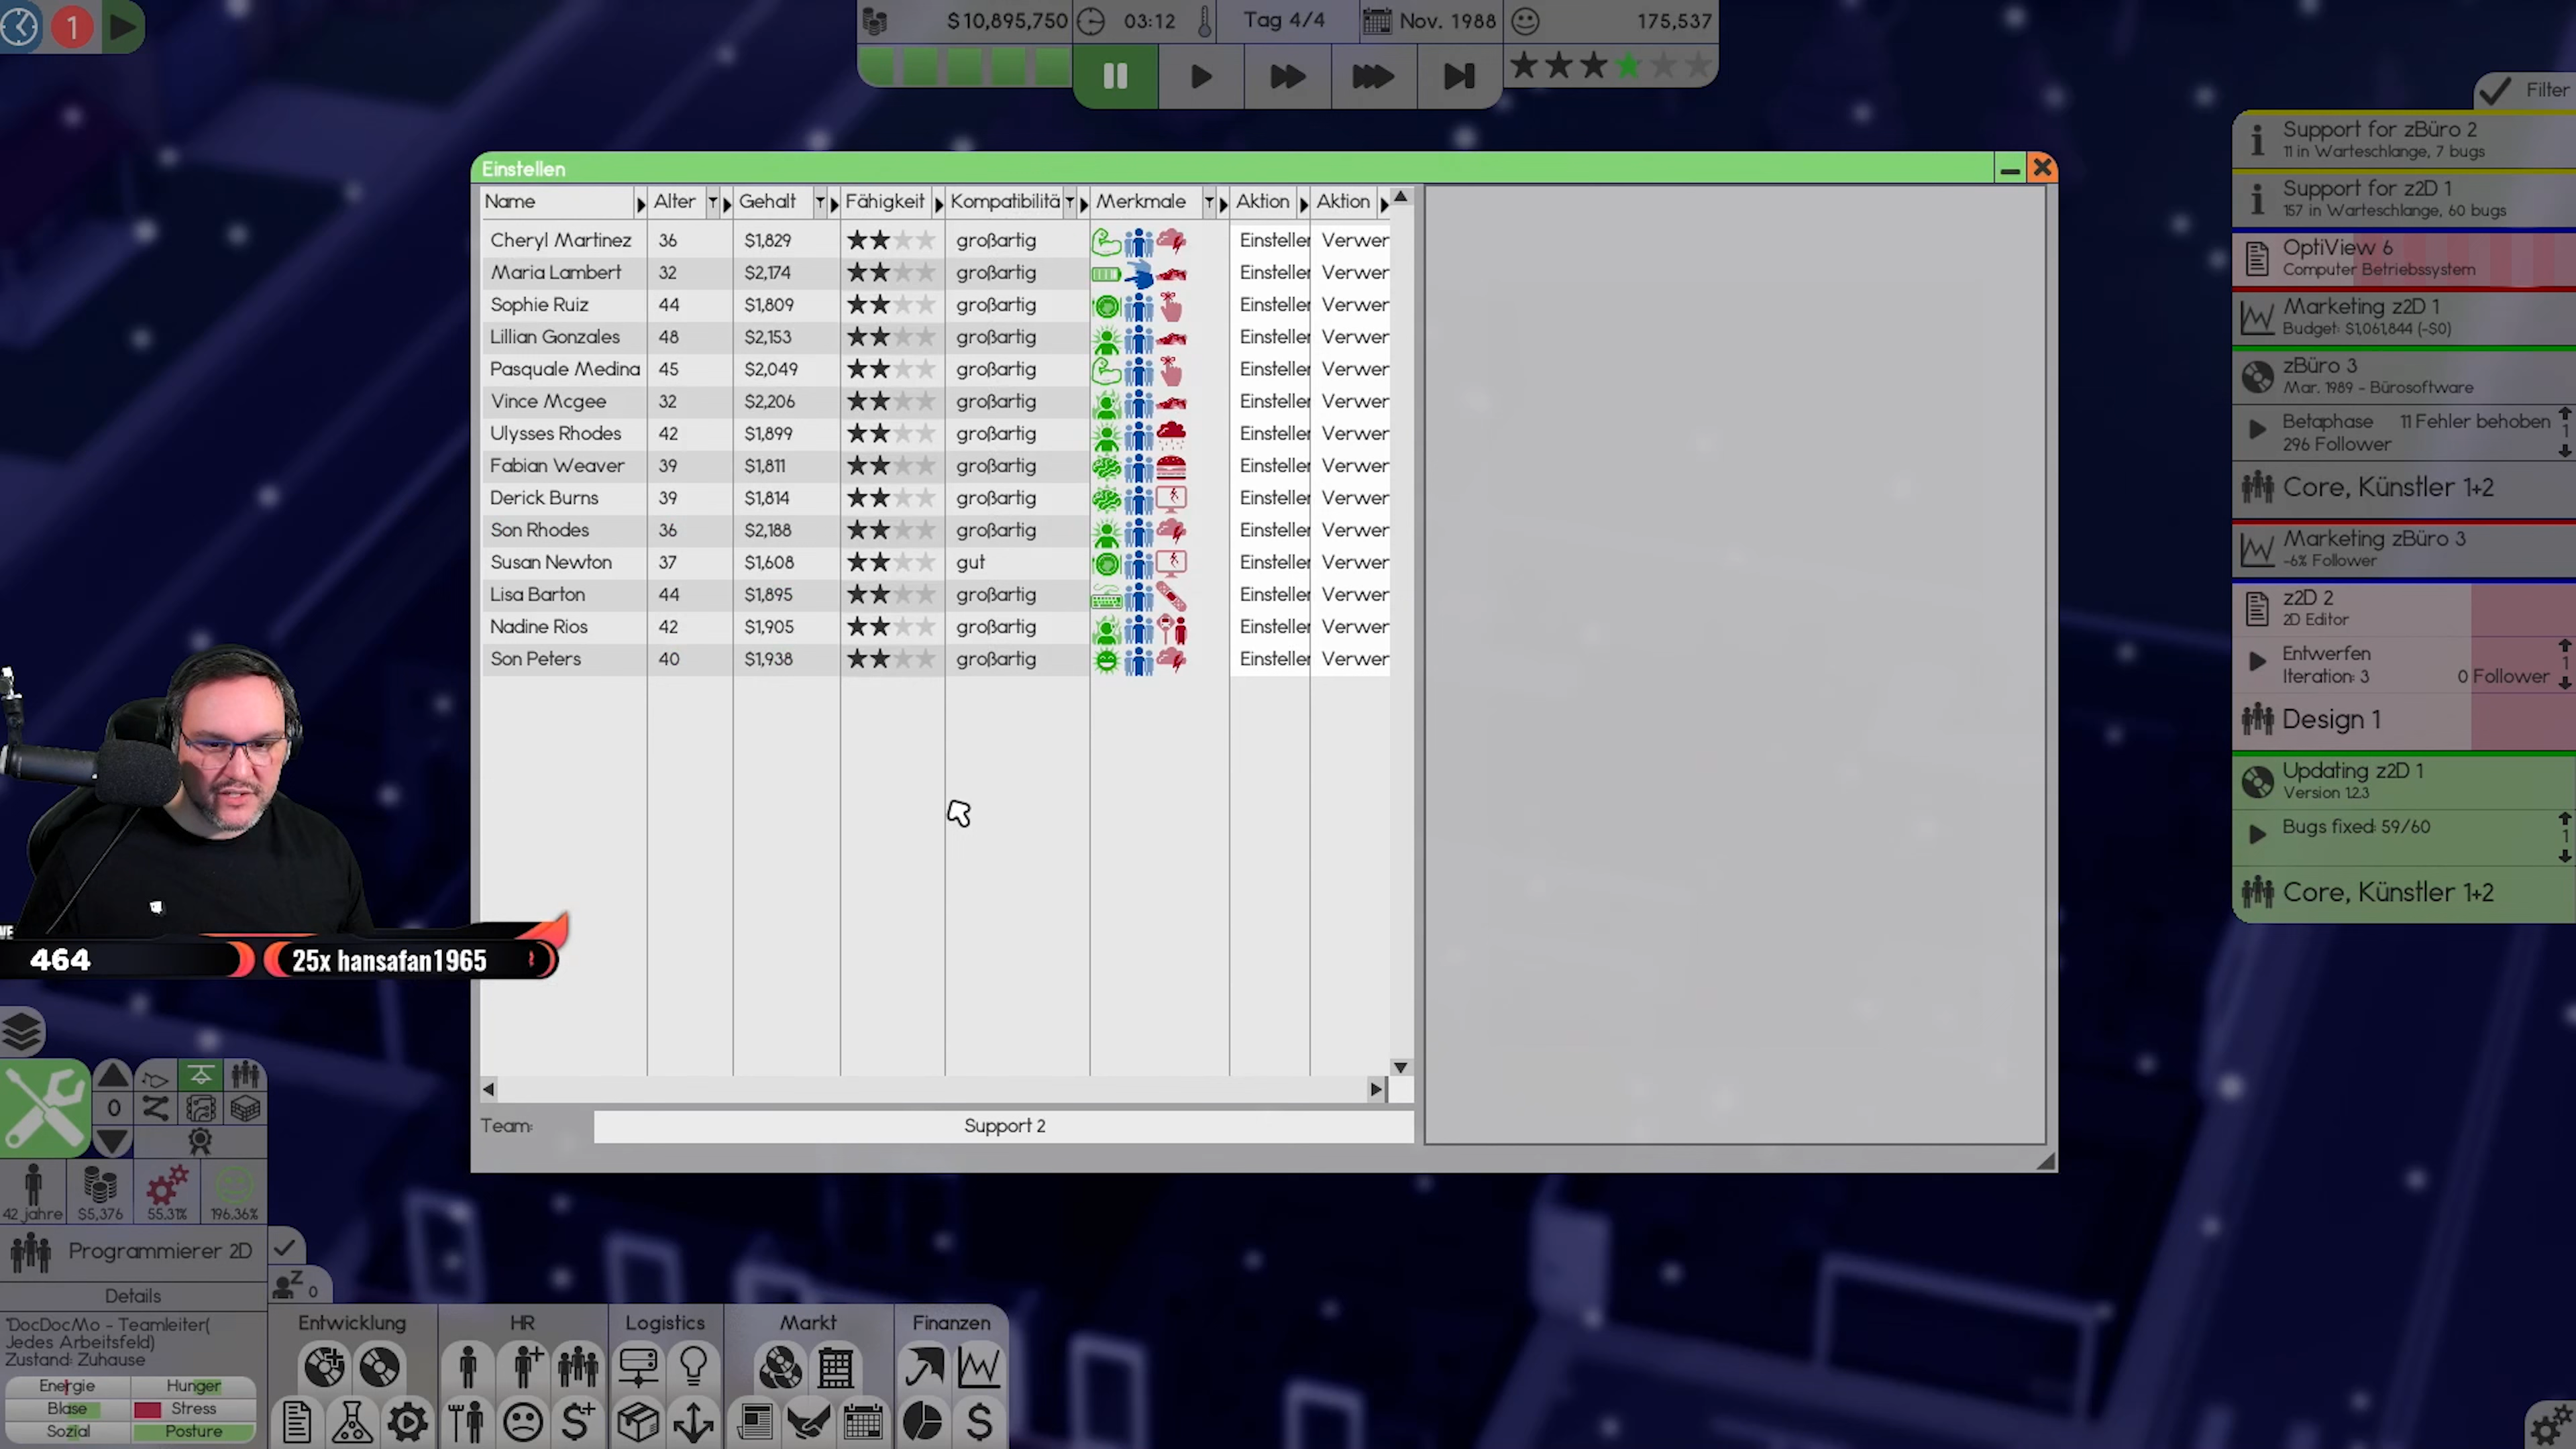 1
$10,895,750
03:12
Tag 4/4
Nov. 1988
175,537
Filter
Support for zBüro 2
11 in Warteschlange, 7 bugs
Support for z2D 1
157 in Warteschlange, 60 bugs
OptiView 6
Computer Betriebssystem
Marketing z2D 1
Budget: $1,061,844 (-$0)
zBüro 3
Mar. 1989 - Bürosoftware
Betaphase 11 Fehler behoben
296 Follower
1
Core, Künstler 1+2
Marketing zBüro 3
-6% Follower
z2D 2
2D Editor
Entwerfen
Iteration: 3 0 Follower
1
Design 1
Updating z2D 1
Version 1.2.3
Bugs fixed: 59/60
1
Core, Künstler 1+2
Einstellen
Name Alter Gehalt Fähigkeit Kompatibilitä Merkmale Aktion Aktion
Cheryl Martinez 36 $1,829 großartig Einsteller Verwer
Maria Lambert 32 $2,174 großartig Einsteller Verwer
Sophie Ruiz 44 $1,809 großartig Einsteller Verwer
Lillian Gonzales 48 $2,153 großartig Einsteller Verwer
Pasquale Medina 45 $2,049 großartig Einsteller Verwer
Vince Mcgee 32 $2,206 großartig Einsteller Verwer
Ulysses Rhodes 42 $1,899 großartig Einsteller Verwer
Fabian Weaver 39 $1,811 großartig Einsteller Verwer
Derick Burns 39 $1,814 großartig Einsteller Verwer
Son Rhodes 36 $2,188 großartig Einsteller Verwer
Susan Newton 37 $1,608 gut Einsteller Verwer
Lisa Barton 44 $1,895 großartig Einsteller Verwer
Nadine Rios 42 $1,905 großartig Einsteller Verwer
Son Peters 40 $1,938 großartig Einsteller Verwer
Team: Support 2
464
25x hansafan1965
0
42 jahre $5,376 55.31% 196.36%
Programmierer 2D
Details
"DocDocMo - Teamleiter(
Jedes Arbeitsfeld)
Zustand: Zuhause
Energie Hunger
Blase Stress
Sozial Posture
Z 0
Entwicklung
HR
Logistics
Markt
Finanzen